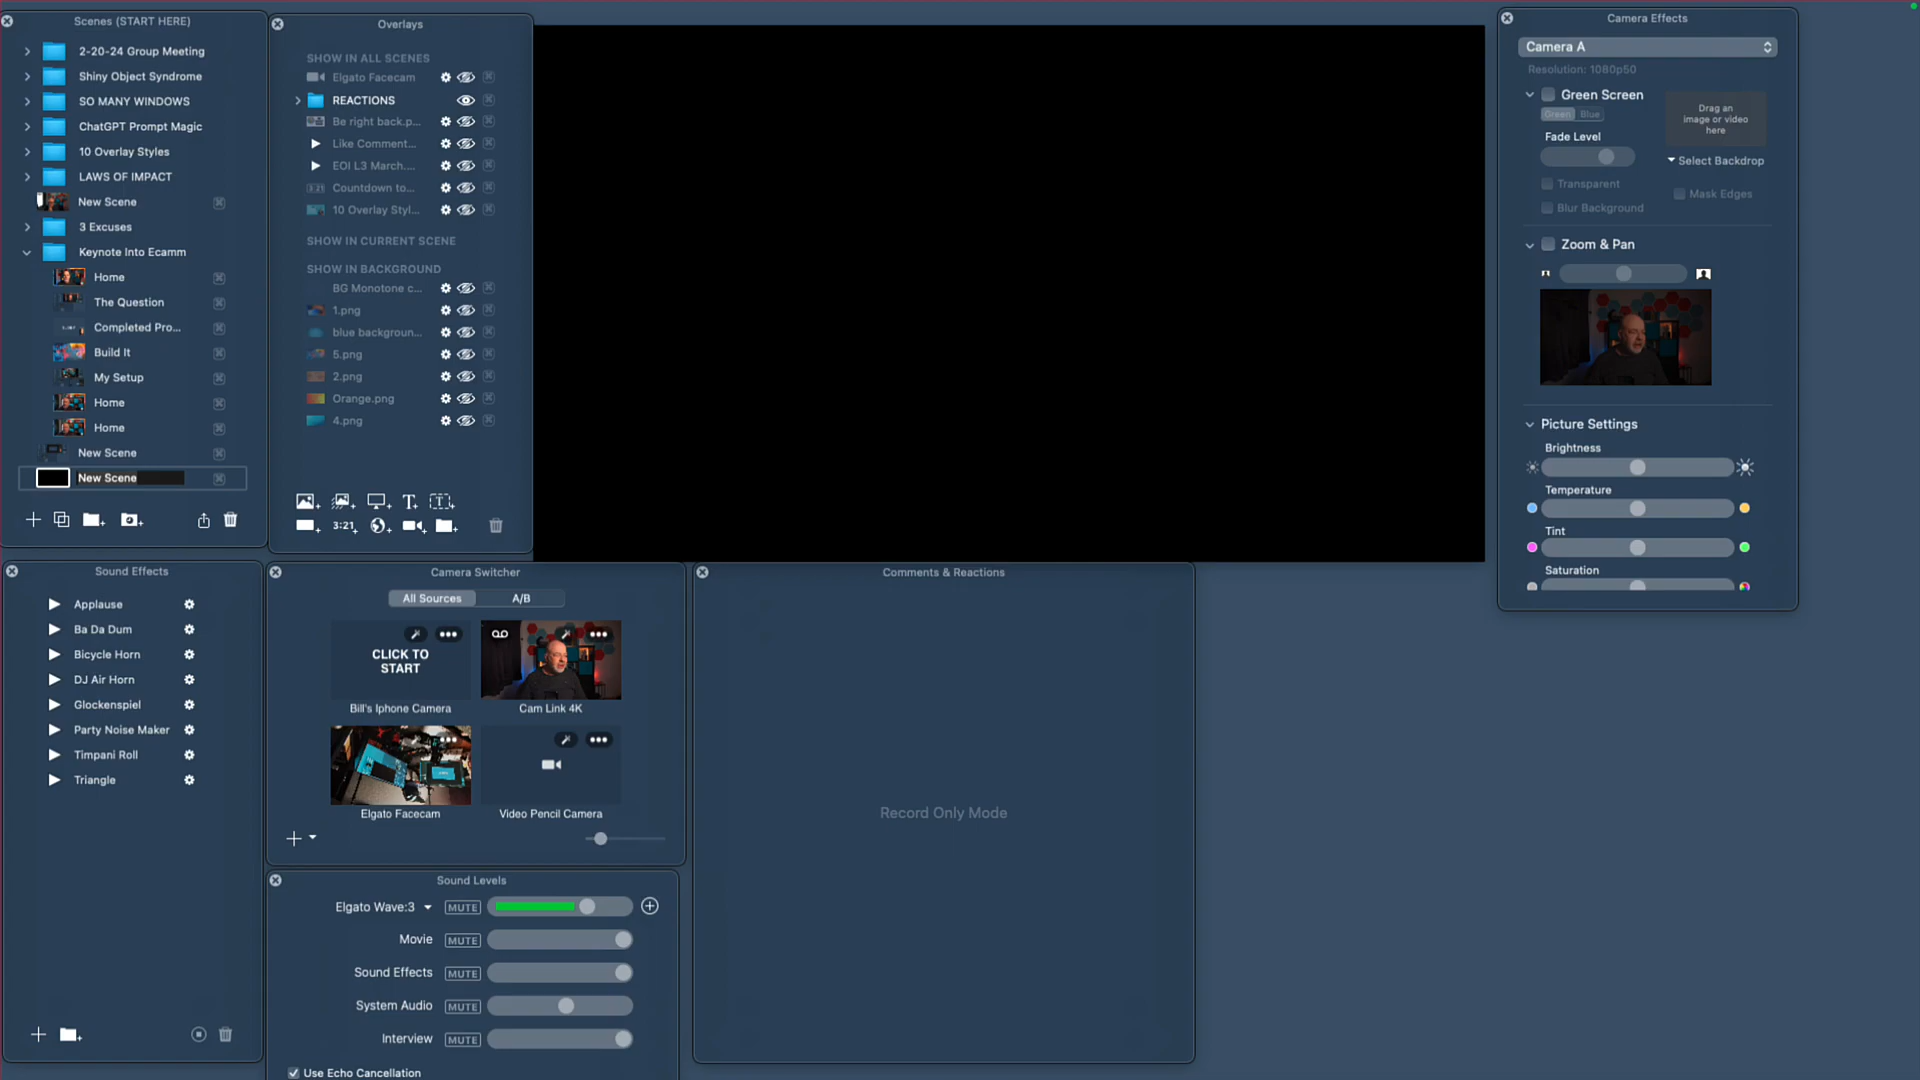 Scenes (START HERE)
2-20-24 Group Meeting
Shiny Object Syndrome
SO MANY WINDOWS
ChatGPT Prompt Magic
10 Overlay Styles
LAWS OF IMPACT
New Scene
3 Excuses
Keynote Into Ecamm
Home
The Question
Completed Pro...
Build It
My Setup
Home
Home
New Scene
New Scene
Overlays
SHOW IN ALL SCENES
Elgato Facecam
REACTIONS
Be right back.p...
Like Comment...
EOI L3 March....
3:21 Countdown to...
10 Overlay Styl...
SHOW IN CURRENT SCENE
SHOW IN BACKGROUND
BG Monotone c...
1.png
blue backgroun...
5.png
2.png
Orange.png
4.png
T+
T
3:21+
Camera Effects
Camera A
Resolution: 1080p50
Green Screen
Green Blue
Drag an
image or video
here
Fade Level
Select Backdrop
Transparent
Mask Edges
Blur Background
Zoom & Pan
Picture Settings
Brightness
Temperature
Tint
Saturation
Sound Effects
Applause
Ba Da Dum
Bicycle Horn
DJ Air Horn
Glockenspiel
Party Noise Maker
Timpani Roll
Triangle
Camera Switcher
All Sources A/B
CLICK TO
START
Bill's Iphone Camera
Cam Link 4K
Elgato Facecam
Video Pencil Camera
Sound Levels
Elgato Wave:3 MUTE
Movie MUTE
Sound Effects MUTE
System Audio MUTE
Interview MUTE
Use Echo Cancellation
Comments & Reactions
Record Only Mode